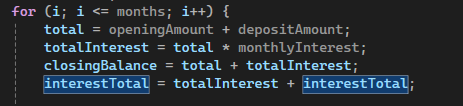 for (i; i <= months; i++) {
total = openingAmount + depositAmount;
totalInterest = total * monthlyInterest;
closingBalance = total + totalInterest;
interestTotal = totalInterest + interestTotal;